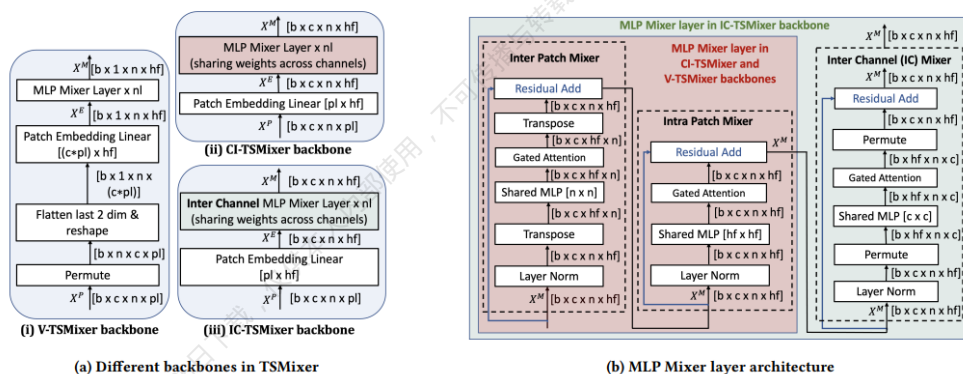 X^M [b x 1 x n x hf]
MLP Mixer Layer x nl
X^E [b x 1 x n x hf]
Patch Embedding Linear
[(c*pl) x hf]
[b x 1 x n x
(c*pl)]
Flatten last 2 dim &
reshape
[b x n x c x pl]
Permute
X^P [b x c x n x pl]
(i) V-TSMixer backbone
X^M [b x c x n x hf]
MLP Mixer Layer x nl
(sharing weights across channels)
X^E [b x c x n x hf]
Patch Embedding Linear [pl x hf]
X^P [b x c x n x pl]
(ii) CI-TSMixer backbone
X^M [b x c x n x hf]
Inter Channel MLP Mixer Layer x nl
(sharing weights across channels)
X^E [b x c x n x hf]
Patch Embedding Linear
[pl x hf]
X^P [b x c x n x pl]
(iii) IC-TSMixer backbone
(a) Different backbones in TSMixer
MLP Mixer layer in IC-TSMixer backbone
MLP Mixer layer in
CI-TSMixer and
V-TSMixer backbones
Inter Patch Mixer
Residual Add
[b x c x n x hf]
Transpose
[b x c x hf x n]
Gated Attention
[b x c x hf x n]
Shared MLP [n x n]
[b x c x hf x n]
Transpose
[b x c x n x hf]
Layer Norm
X^M [b x c x n x hf]
Intra Patch Mixer
X^M
Residual Add
[b x c x n x hf]
Gated Attention
[b x c x n x hf]
Shared MLP [hf x hf]
[b x c x n x hf]
Layer Norm
X^M [b x c x n x hf]
[b x c x n x hf]
Inter Channel (IC) Mixer
X^M [b x c x n x hf]
Residual Add
[b x c x n x hf]
Permute
[b x hf x n x c]
Gated Attention
[b x hf x n x c]
Shared MLP [c x c]
[b x hf x n x c]
Permute
[b x c x n x hf]
Layer Norm
X^M [b x c x n x hf]
(b) MLP Mixer layer architecture